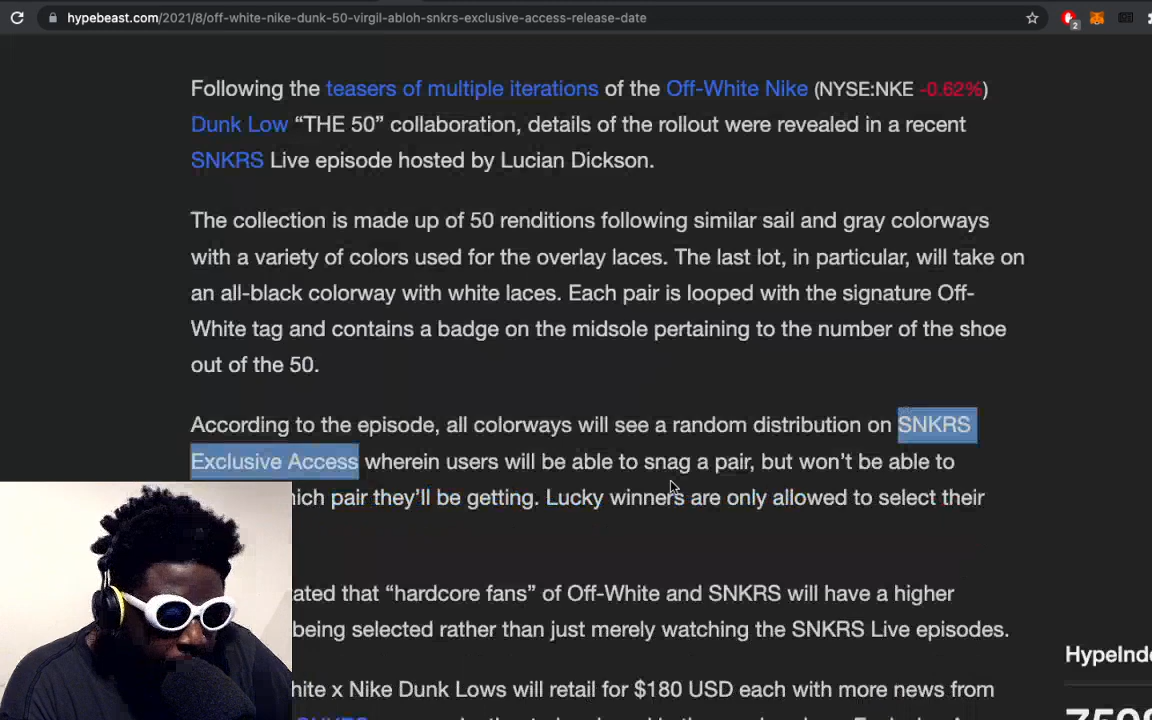 hypebeast.com/2021/8/off-white-nike-dunk-50-virgil-abloh-snkrs-exclusive-access-release-date
2
Following the teasers of multiple iterations of the Off-White Nike (NYSE:NKE -0.62%)
Dunk Low “THE 50” collaboration, details of the rollout were revealed in a recent
SNKRS Live episode hosted by Lucian Dickson.
The collection is made up of 50 renditions following similar sail and gray colorways
with a variety of colors used for the overlay laces. The last lot, in particular, will take on
an all-black colorway with white laces. Each pair is looped with the signature Off-
White tag and contains a badge on the midsole pertaining to the number of the shoe
out of the 50.
According to the episode, all colorways will see a random distribution on SNKRS
Exclusive Access wherein users will be able to snag a pair, but won’t be able to
pair they’ll be getting. Lucky winners are only allowed to select their
that “hardcore fans” of Off-White and SNKRS will have a higher
being selected rather than just merely watching the SNKRS Live episodes.
x Nike Dunk Lows will retail for $180 USD each with more news from